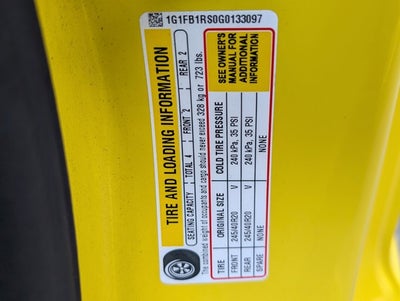 1G1FB1RS0G0133097
TIRE AND LOADING INFORMATION
SEE OWNER'S
MANUAL FOR
ADDITIONAL
INFORMATION
SEATING CAPACITY TOTAL 4 FRONT 2 REAR 2
The combined weight of occupants and cargo should never exceed 328 kg or 723 lbs.
TIRE ORIGINAL SIZE COLD TIRE PRESSURE
FRONT 245/40R20 V 240 kPa, 35 PSI
REAR 245/40R20 V 240 kPa, 35 PSI
SPARE NONE NONE